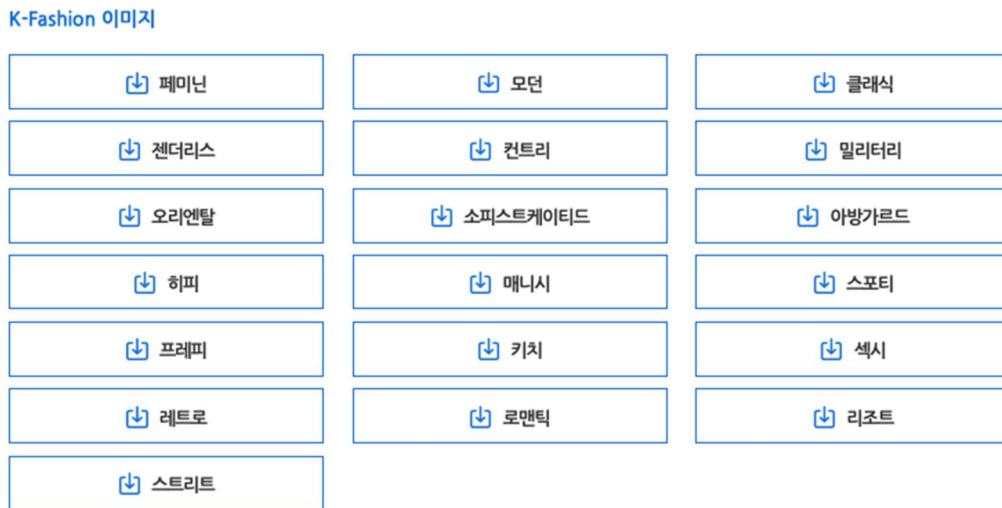 K-Fashion 이미지
페미닌 모던 클래식
젠더리스 컨트리 밀리터리
오리엔탈 소피스트케이티드 아방가르드
히피 매니시 스포티
프레피 키치 섹시
레트로 로맨틱 리조트
스트리트